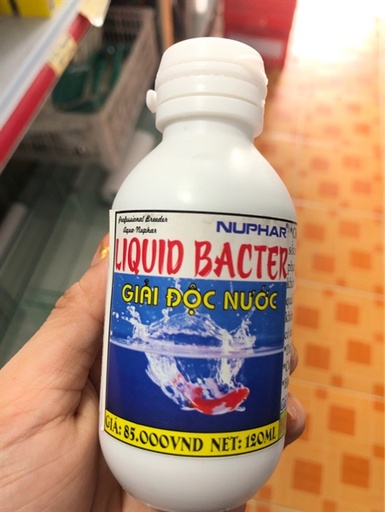 Professional Breeder
Aqua Nuphar
NUPHAR
LIQUID BACTER
GIẢI ĐỘC NƯỚC
GIÁ: 85.000VND NET: 120ML